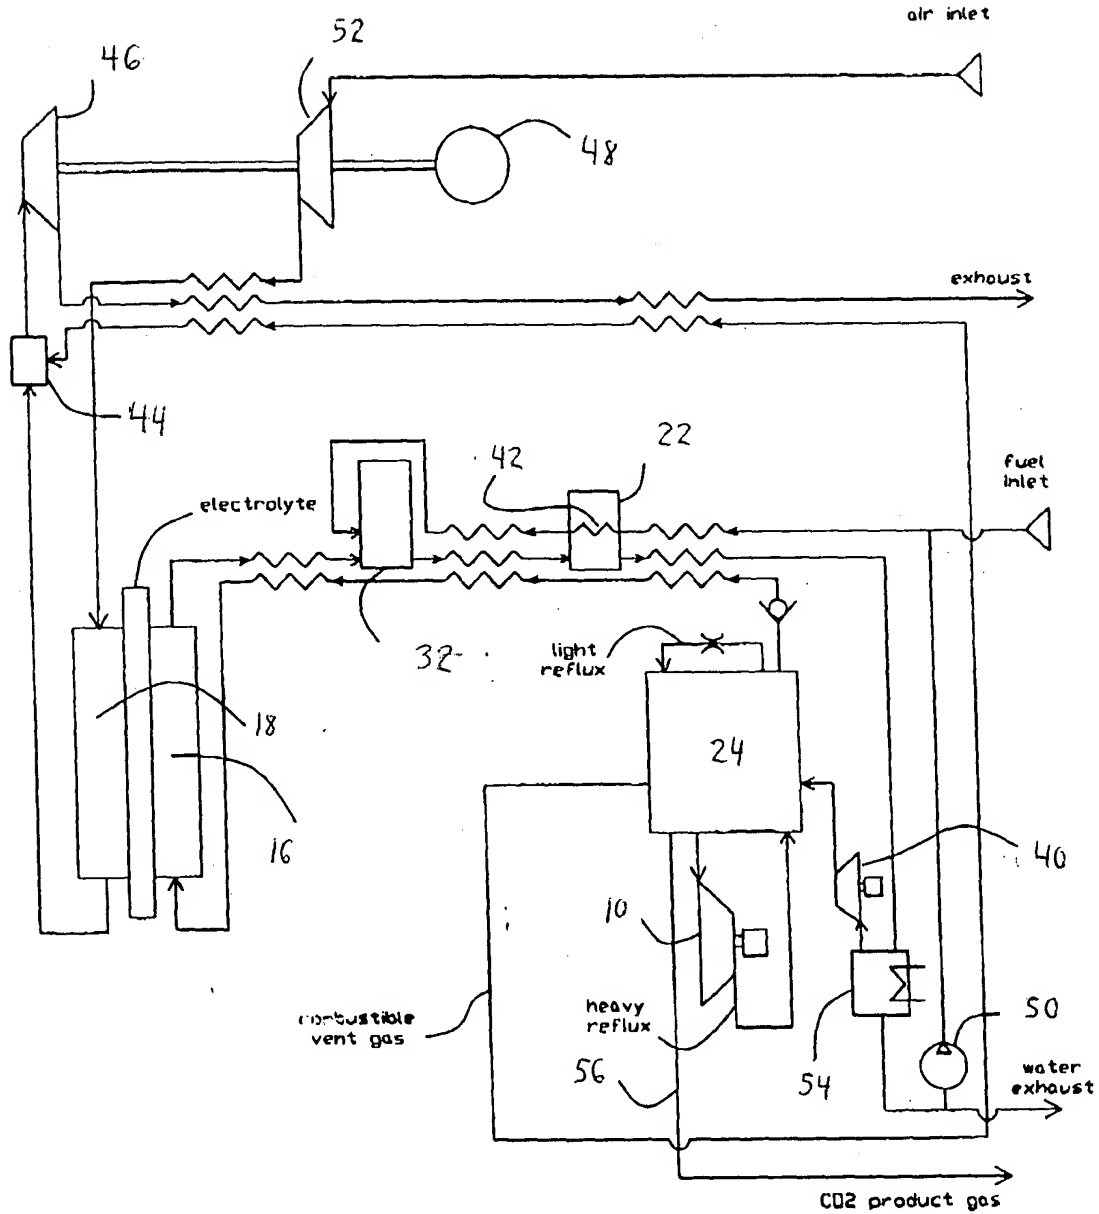 air inlet
52
46
48
exhaust
44
22
42
fuel
inlet
electrolyte
32
light
reflux
18
24
16
40
10
heavy
reflux
combustible
vent gas
50
56
54
water
exhaust
CO2 product gas